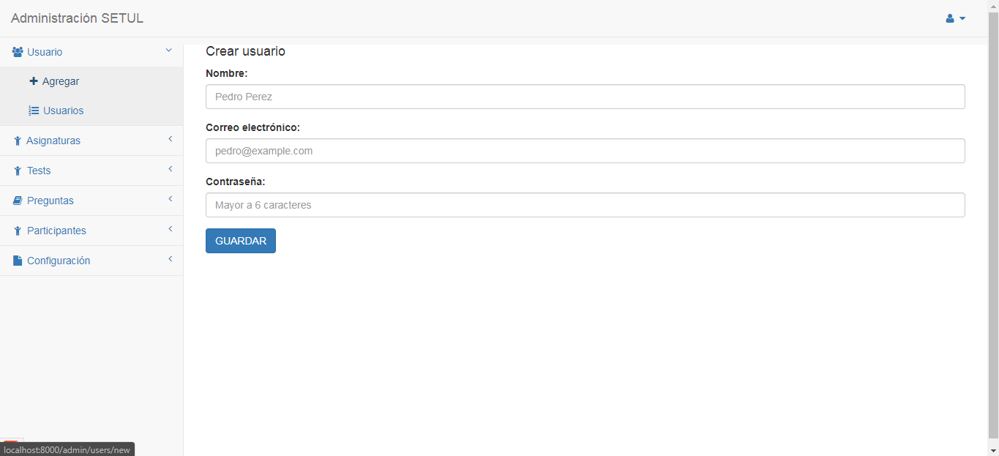 Administración SETUL
Usuario
Agregar
Usuarios
Asignaturas
Tests
Preguntas
Participantes
Configuración
Crear usuario
Nombre:
Pedro Perez
Correo electrónico:
pedro@example.com
Contraseña:
Mayor a 6 caracteres
GUARDAR
localhost:8000/admin/users/new